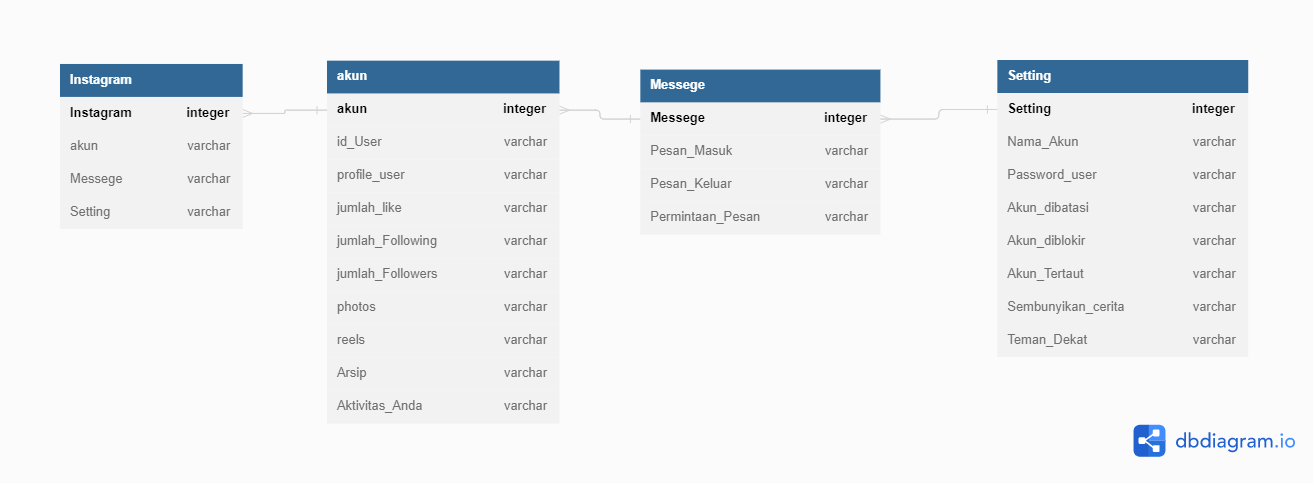 Instagram
Instagram integer
akun varchar
Messege varchar
Setting varchar
akun
akun integer
id_User varchar
profile_user varchar
jumlah_like varchar
jumlah_Following varchar
jumlah_Followers varchar
photos varchar
reels varchar
Arsip varchar
Aktivitas_Anda varchar
Messege
Messege integer
Pesan_Masuk varchar
Pesan_Keluar varchar
Permintaan_Pesan varchar
Setting
Setting integer
Nama_Akun varchar
Password_user varchar
Akun_dibatasi varchar
Akun_diblokir varchar
Akun_Tertaut varchar
Sembunyikan_cerita varchar
Teman_Dekat varchar
dbdiagram.io